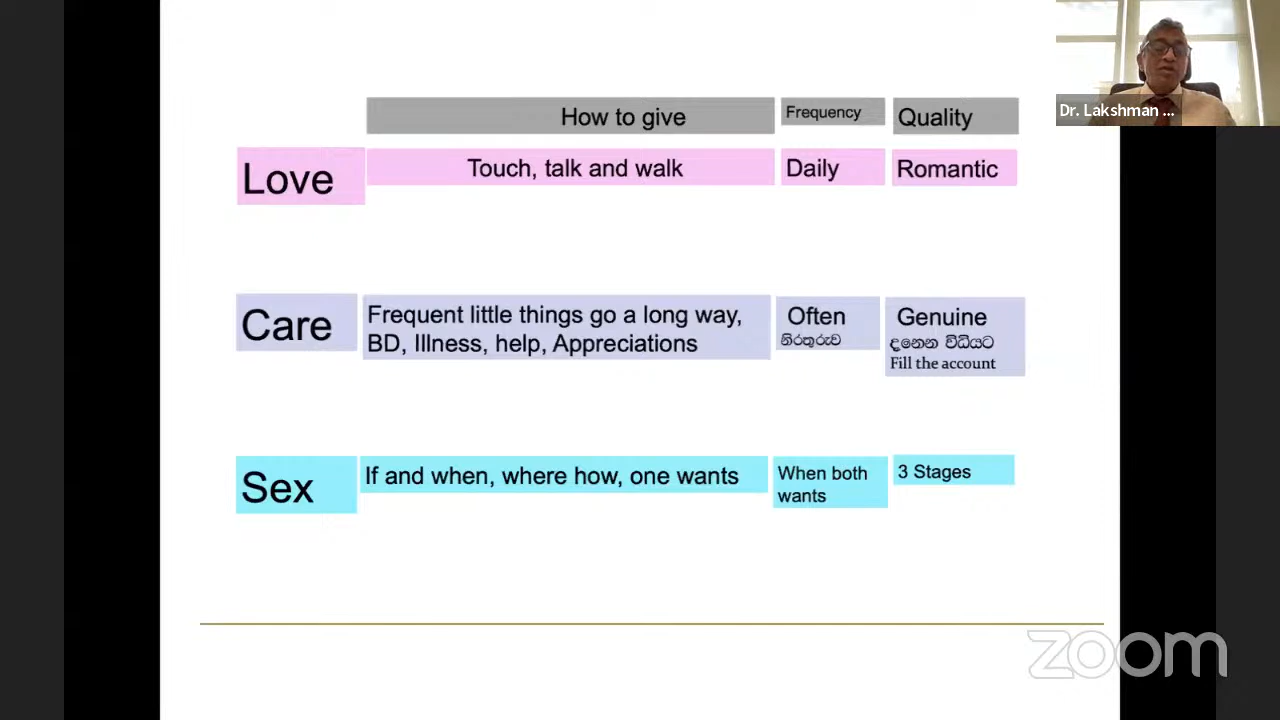 Dr. Lakshman ...
How to give
Frequency
Quality
Love
Touch, talk and walk
Daily
Romantic
Care
Frequent little things go a long way,
BD, Illness, help, Appreciations
Often
නිරතුරුව
Genuine
දනෙන විධියට
Fill the account
Sex
If and when, where how, one wants
When both
wants
3 Stages
zoom